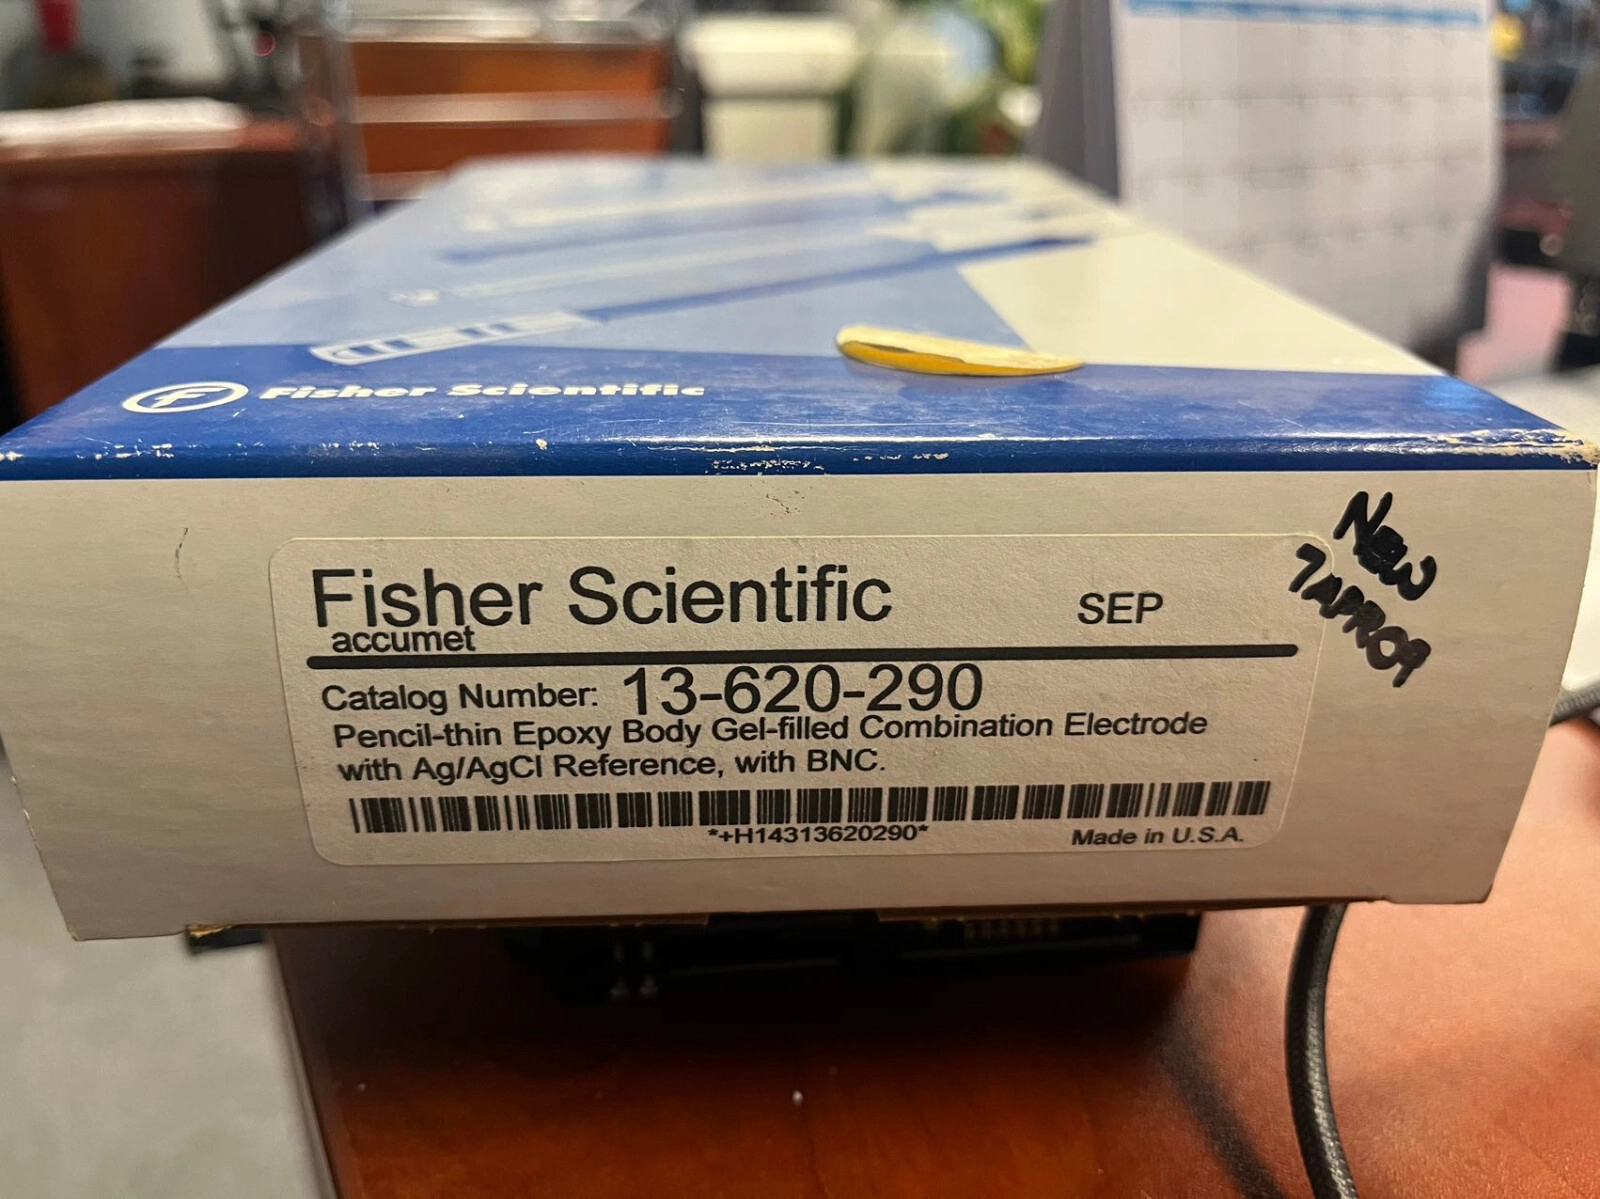 F Fisher Scientific
Fisher Scientific
SEP
accumet
Catalog Number: 13-620-290
Pencil-thin Epoxy Body Gel-filled Combination Electrode
with Ag/AgCl Reference, with BNC.
*+H14313620290*
Made in U.S.A.
NEW
7APR09